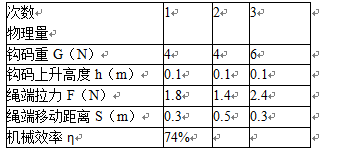 次数 1 2 3
物理量
钩码重 G（N） 4 4 6
钩码上升高度 h（m） 0.1 0.1 0.1
绳端拉力 F（N） 1.8 1.4 2.4
绳端移动距离 S（m） 0.3 0.5 0.3
机械效率 η 74%